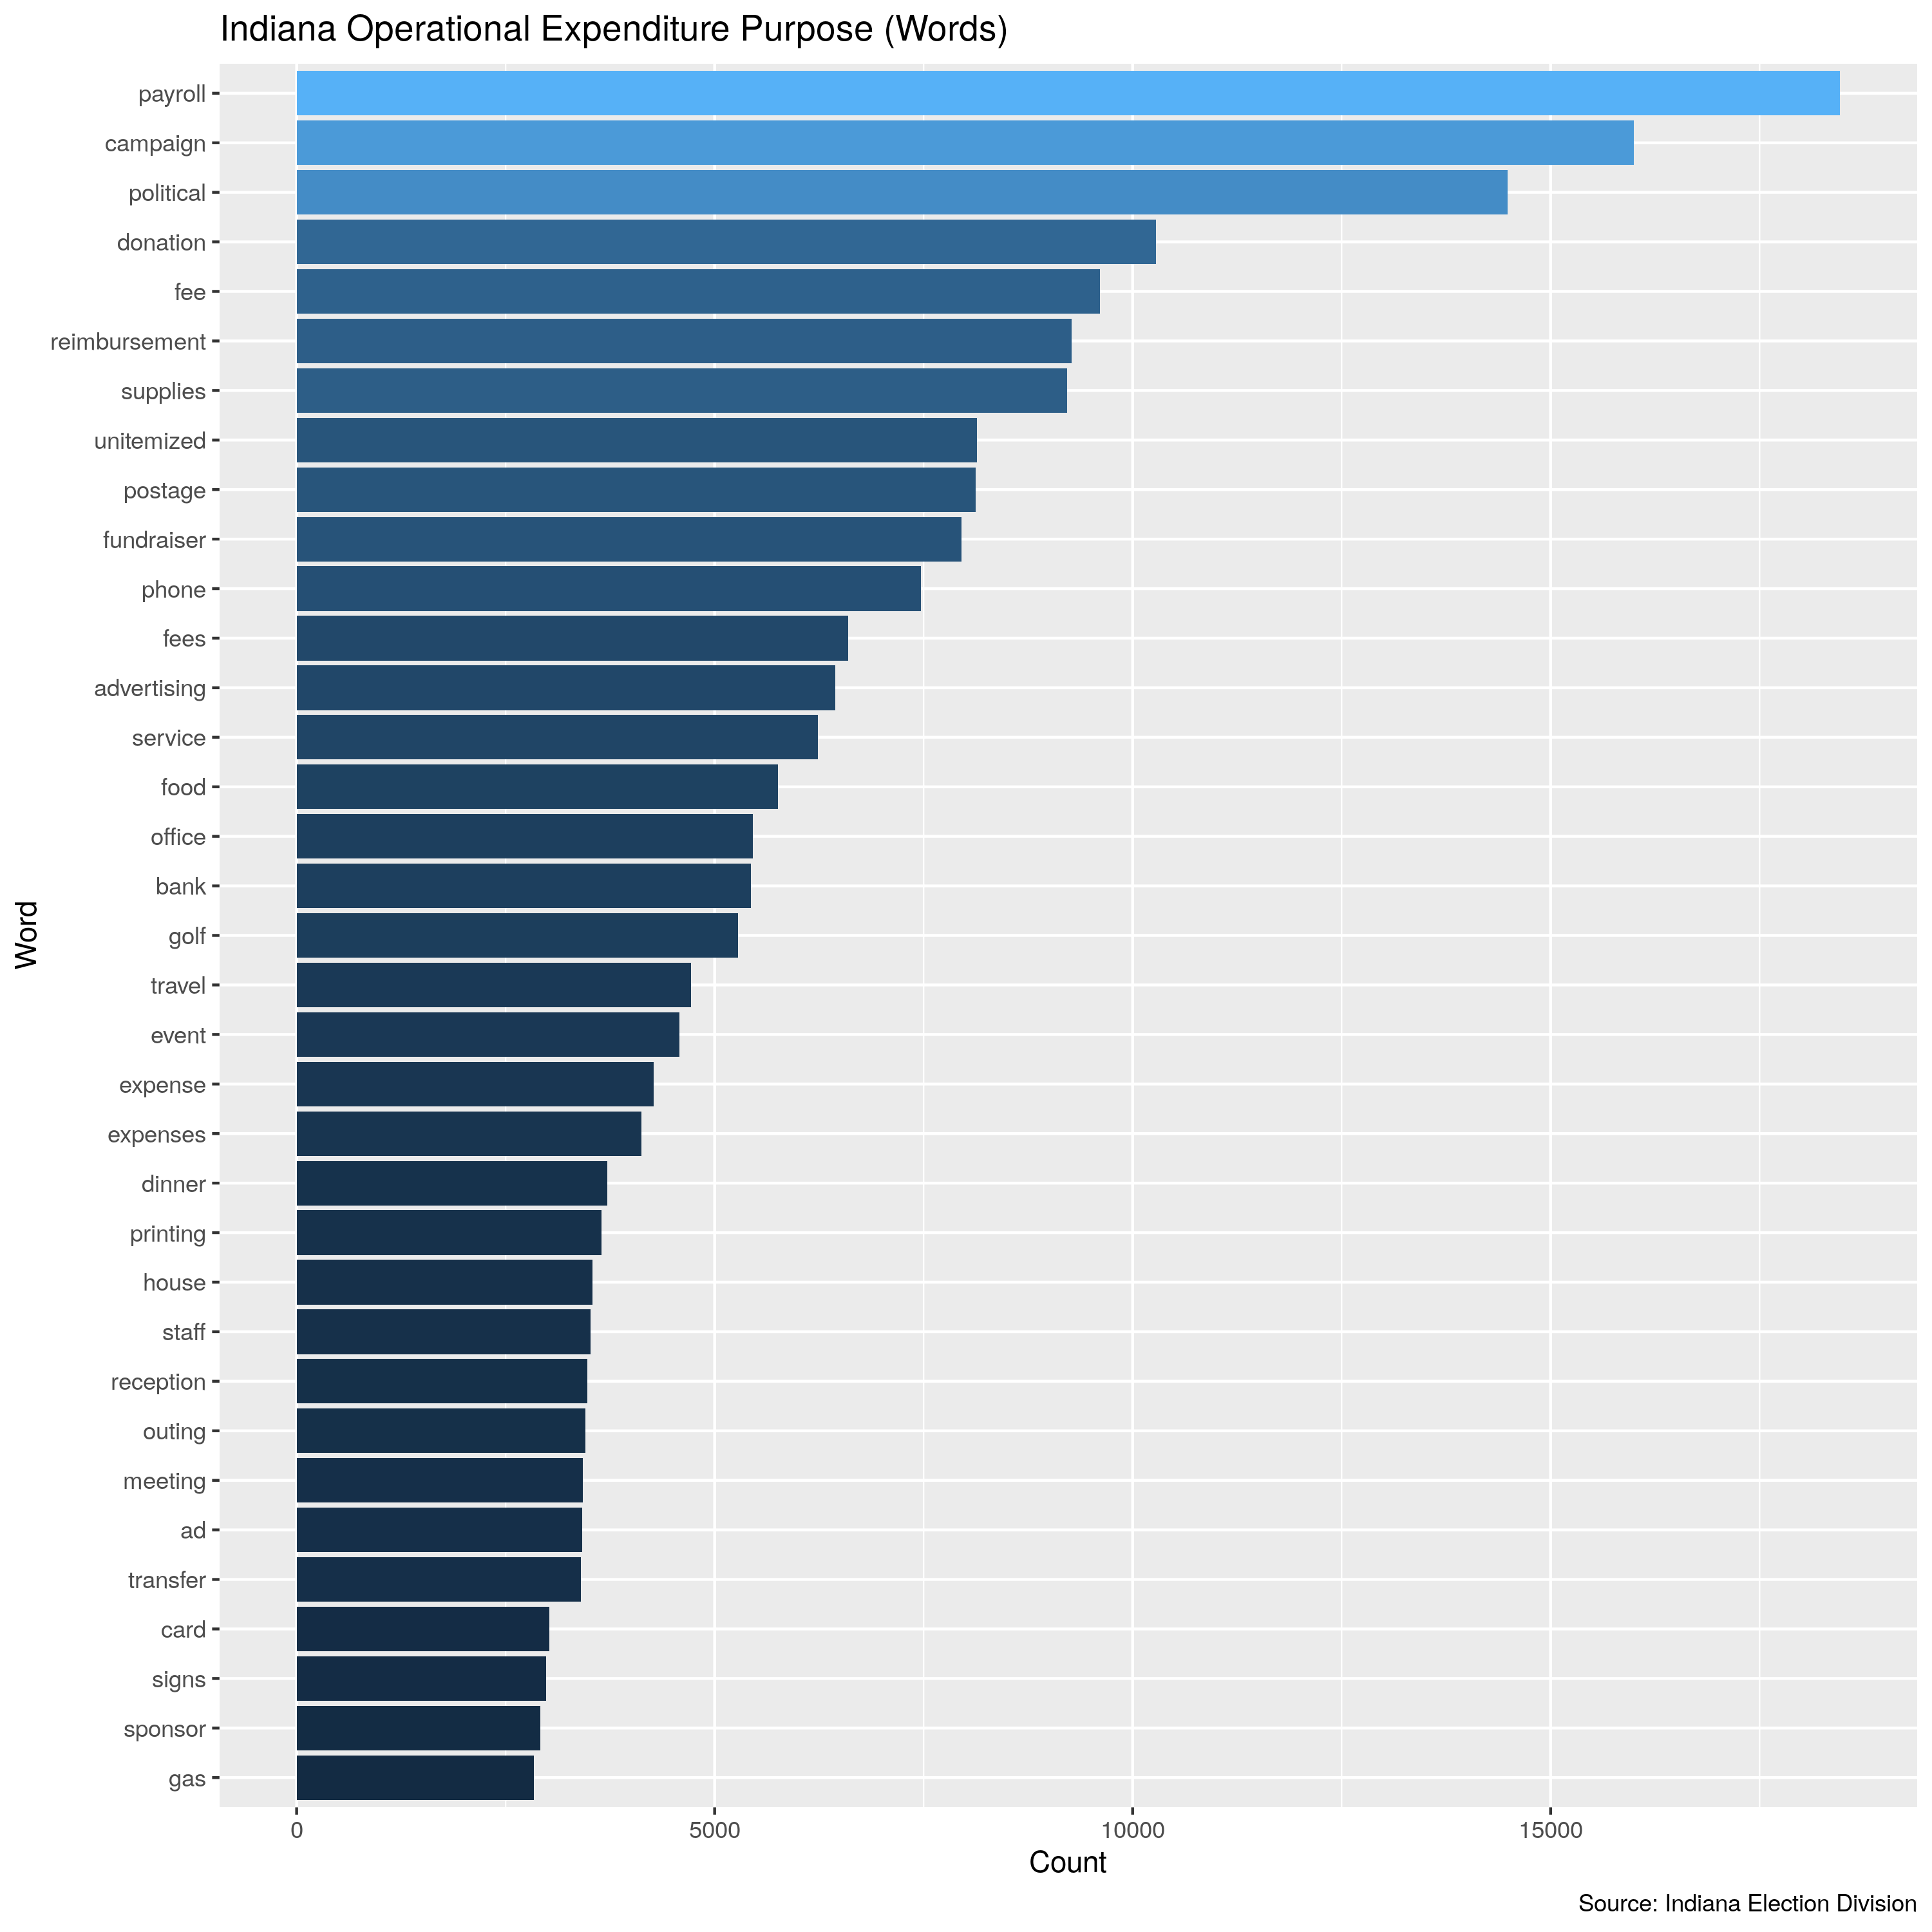 Indiana Operational Expenditure Purpose (Words)
payroll
campaign
political
donation
fee
reimbursement
supplies
unitemized
postage
fundraiser
phone
fees
advertising
service
food
office
bank
golf
travel
event
expense
expenses
dinner
printing
house
staff
reception
outing
meeting
ad
transfer
card
signs
sponsor
gas
Word
0 5000 10000 15000
Count
Source: Indiana Election Division